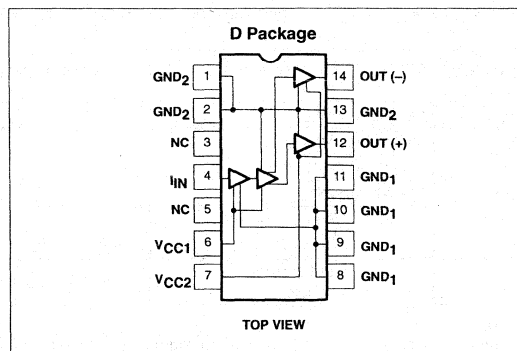 D Package
GND2 1 14 OUT (–)
GND2 2 13 GND2
NC 3 12 OUT (+)
IIN 4 11 GND1
NC 5 10 GND1
VCC1 6 9 GND1
VCC2 7 8 GND1
TOP VIEW